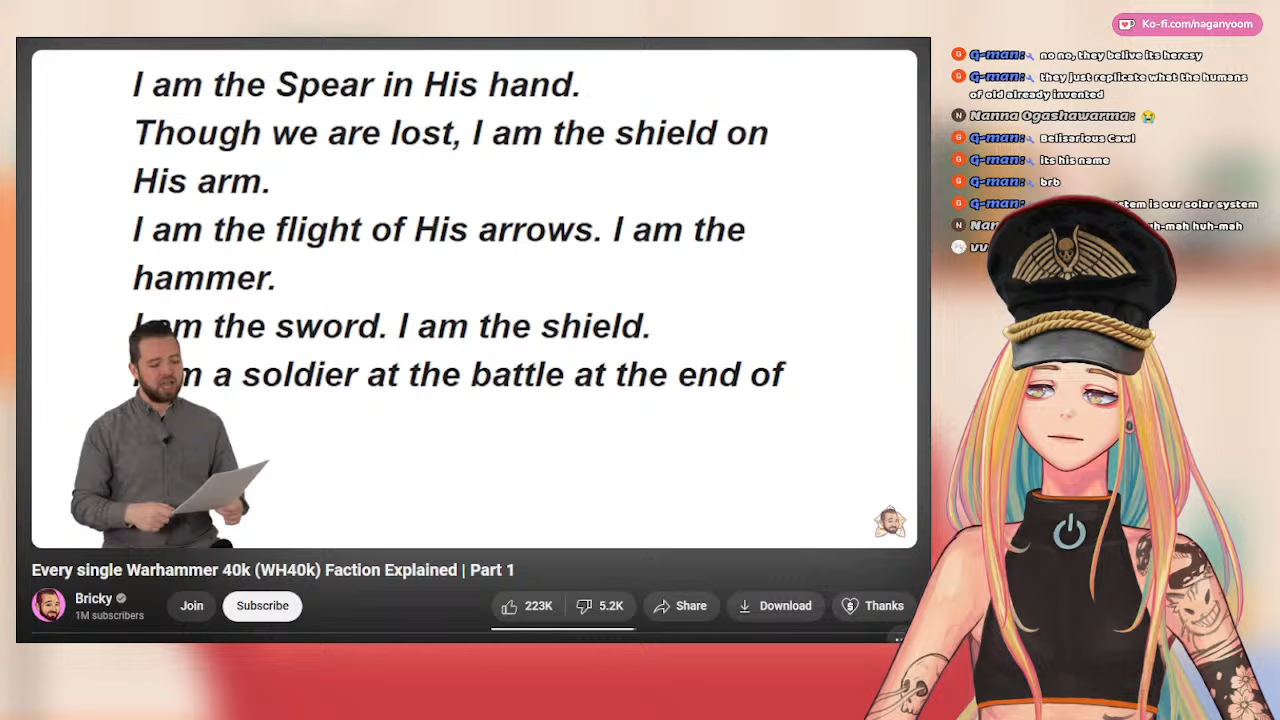 Ko-fi.com/naganyoom
I am the Spear in His hand.
Though we are lost, I am the shield on
His arm.
I am the flight of His arrows. I am the
hammer.
am the sword. I am the shield.
a soldier at the battle at the end of
Every single Warhammer 40k (WH40k) Faction Explained | Part 1
Bricky
1M subscribers
Join
Subscribe
223K
5.2K
Share
Download
Thanks
G G-man: no no, they belive its heresy
G G-man: they just replicate what the humans
of old already invented
N Nanna Ogashawarma:
G G-man: Belisarious Cawl
G G-man: its his name
G G-man: brb
G G-man: is our solar system
N huh-mah